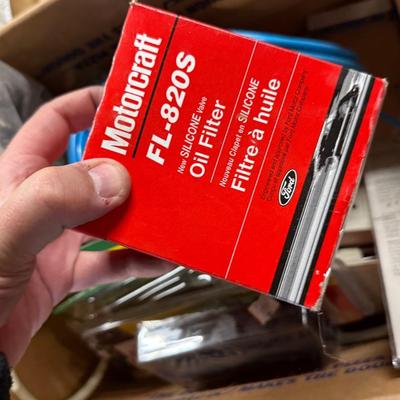 Motorcraft
FL-820S
New SILICONE Valve
Oil Filter
Nouveau Clapet en SILICONE
Filtre à huile
Ford